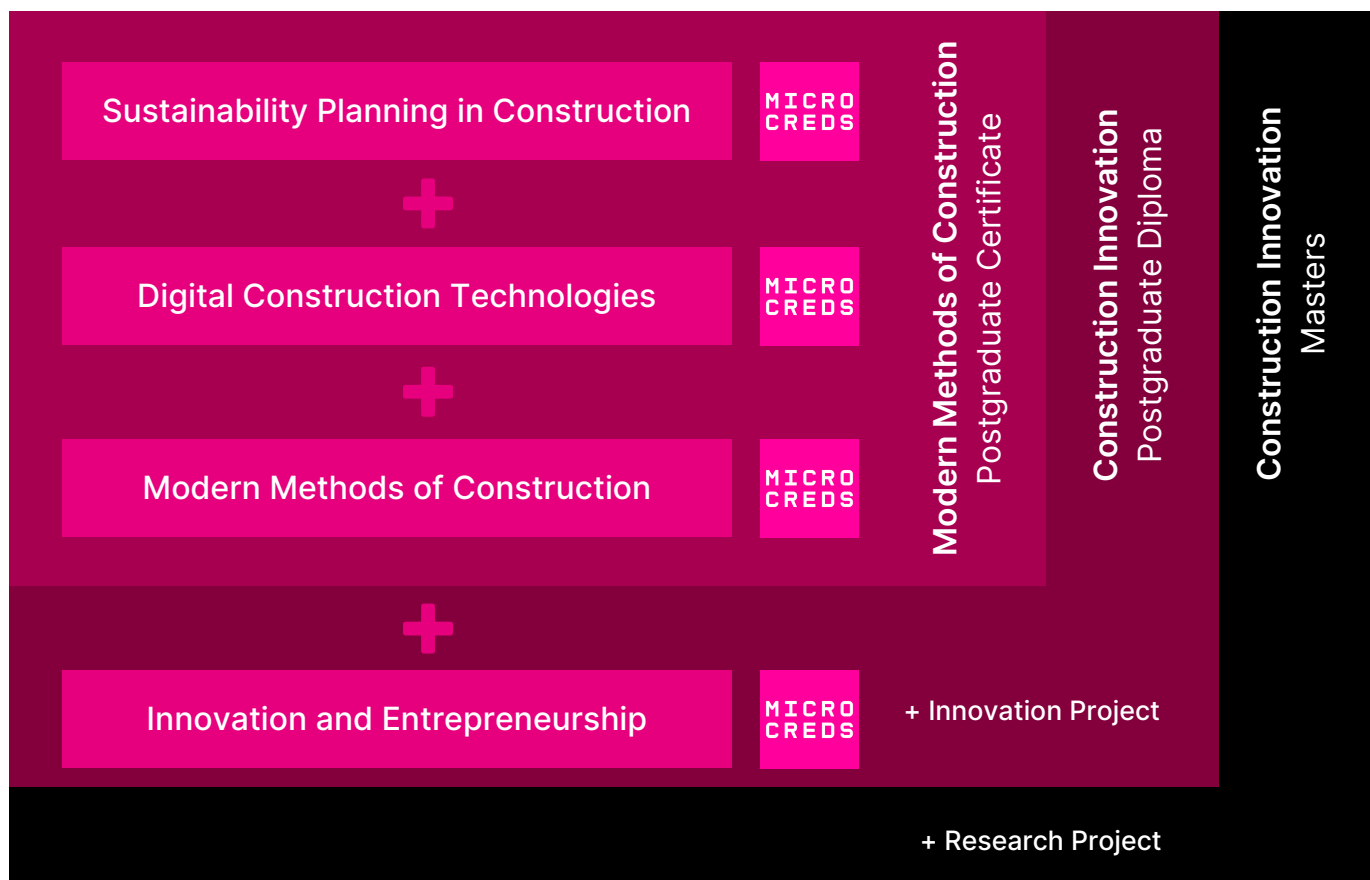 Sustainability Planning in Construction
MICRO
CREDS
Digital Construction Technologies
MICRO
CREDS
Modern Methods of Construction
MICRO
CREDS
Modern Methods of Construction
Postgraduate Certificate
Innovation and Entrepreneurship
MICRO
CREDS
+ Innovation Project
Construction Innovation
Postgraduate Diploma
+ Research Project
Construction Innovation
Masters